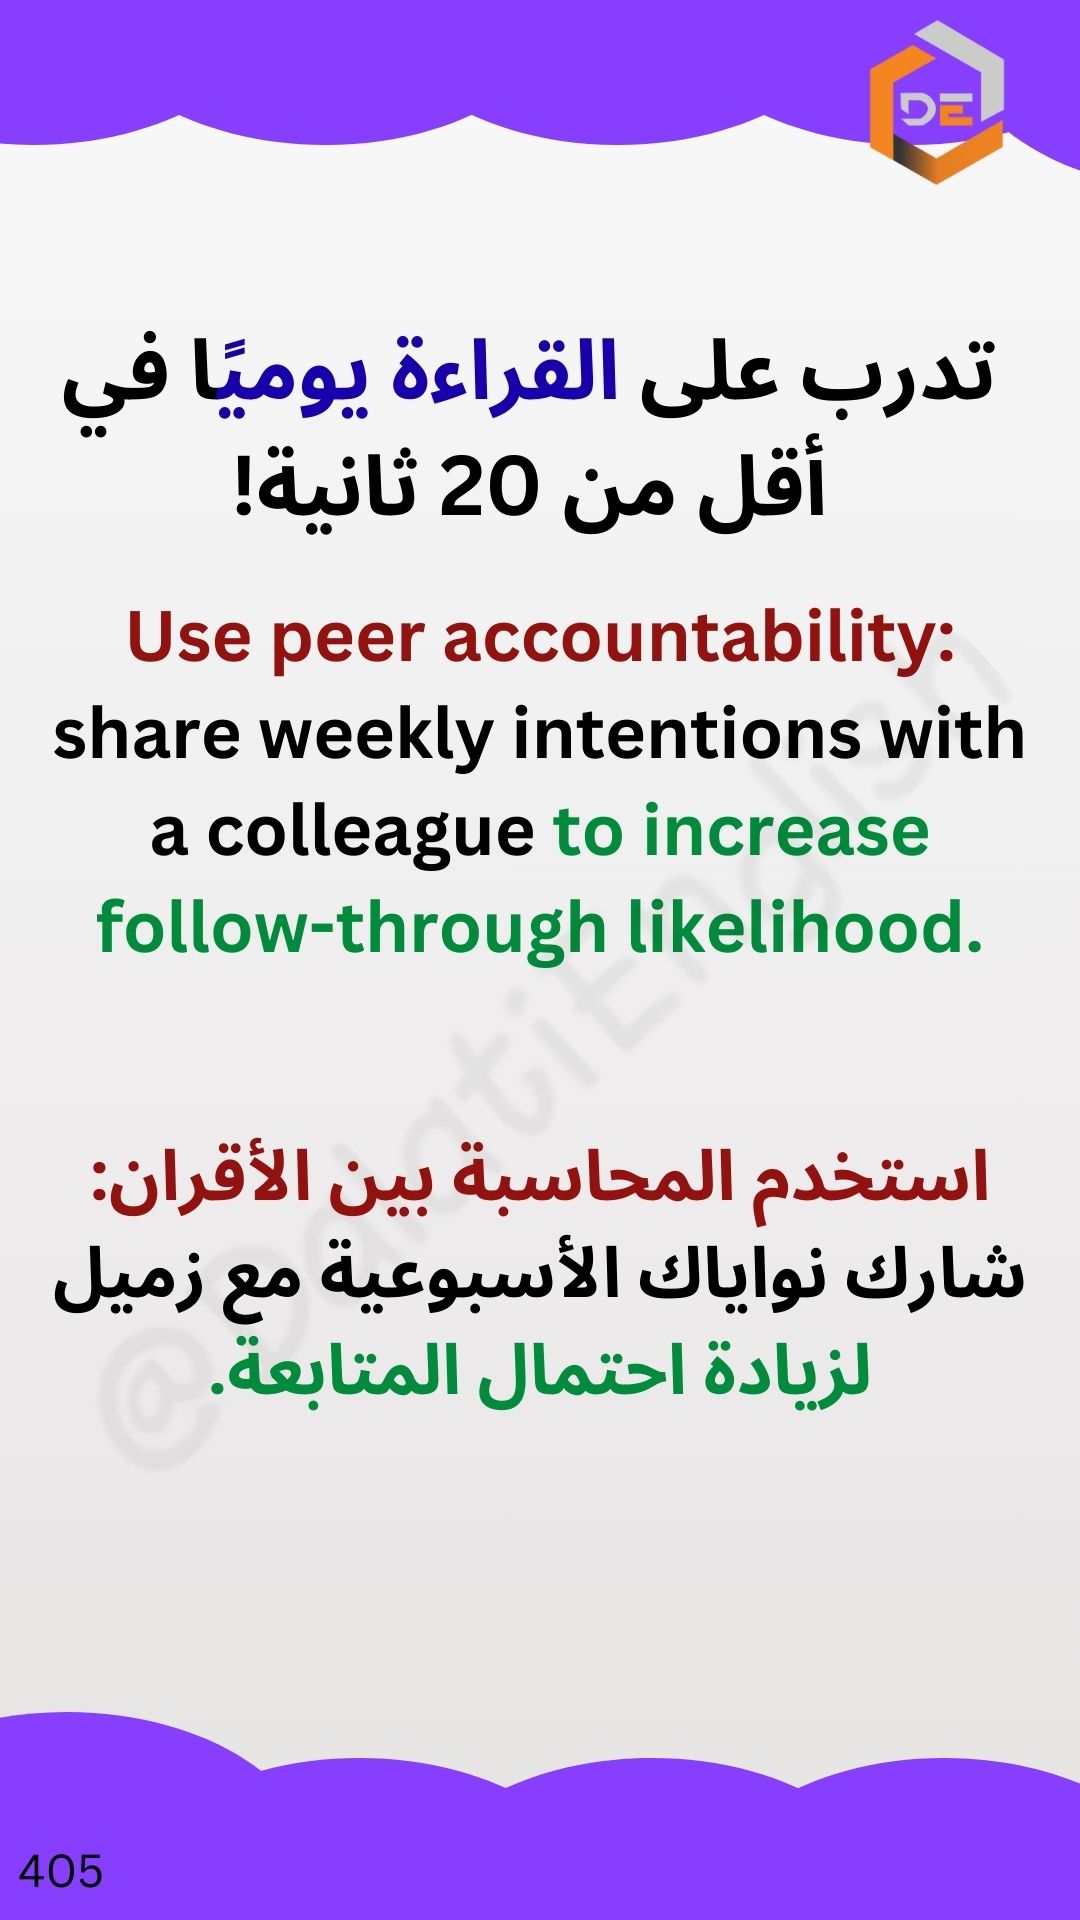 DE
تدرب على القراءة يوميًا في
أقل من 20 ثانية!
Use peer accountability:
share weekly intentions with
a colleague to increase
follow-through likelihood.
استخدم المحاسبة بين الأقران:
شارك نواياك الأسبوعية مع زميل
لزيادة احتمال المتابعة.
@DalatiEnglish
405